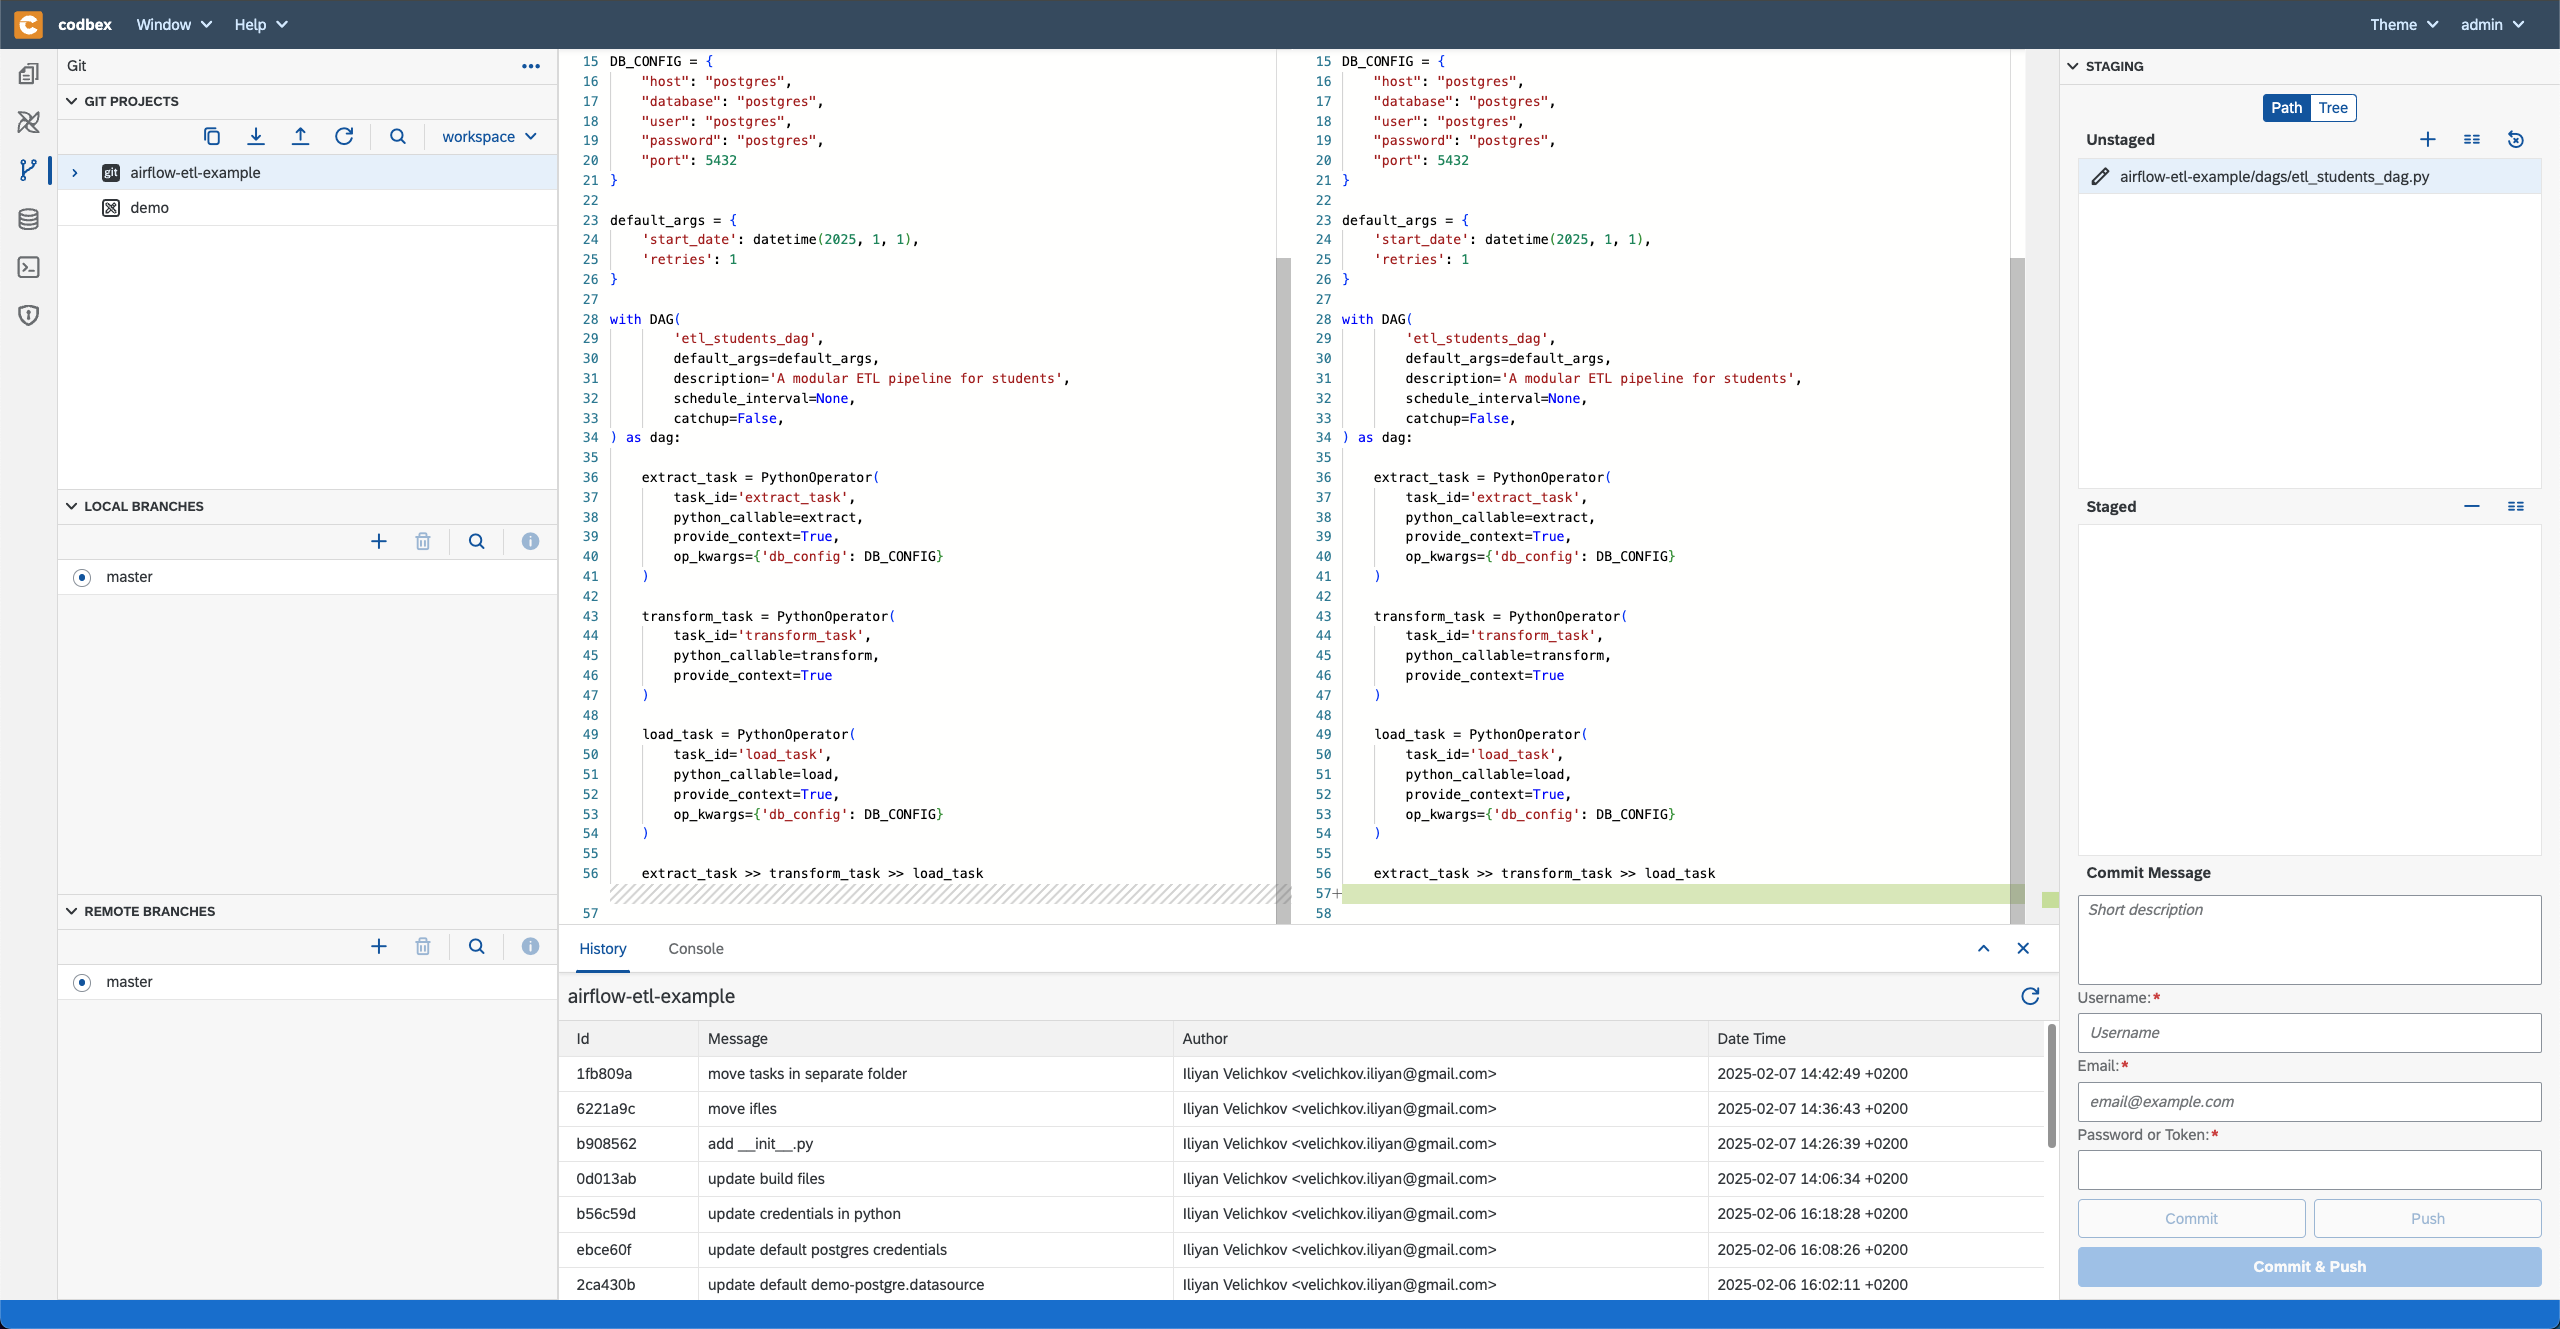 codbex Window Help Theme admin
Git
GIT PROJECTS
workspace
git airflow-etl-example
demo
LOCAL BRANCHES
master
REMOTE BRANCHES
master
15 DB_CONFIG = {
16 "host": "postgres",
17 "database": "postgres",
18 "user": "postgres",
19 "password": "postgres",
20 "port": 5432
21 }
22
23 default_args = {
24 'start_date': datetime(2025, 1, 1),
25 'retries': 1
26 }
27
28 with DAG(
29 'etl_students_dag',
30 default_args=default_args,
31 description='A modular ETL pipeline for students',
32 schedule_interval=None,
33 catchup=False,
34 ) as dag:
35
36 extract_task = PythonOperator(
37 task_id='extract_task',
38 python_callable=extract,
39 provide_context=True,
40 op_kwargs={'db_config': DB_CONFIG}
41 )
42
43 transform_task = PythonOperator(
44 task_id='transform_task',
45 python_callable=transform,
46 provide_context=True
47 )
48
49 load_task = PythonOperator(
50 task_id='load_task',
51 python_callable=load,
52 provide_context=True,
53 op_kwargs={'db_config': DB_CONFIG}
54 )
55
56 extract_task >> transform_task >> load_task
57
15 DB_CONFIG = {
16 "host": "postgres",
17 "database": "postgres",
18 "user": "postgres",
19 "password": "postgres",
20 "port": 5432
21 }
22
23 default_args = {
24 'start_date': datetime(2025, 1, 1),
25 'retries': 1
26 }
27
28 with DAG(
29 'etl_students_dag',
30 default_args=default_args,
31 description='A modular ETL pipeline for students',
32 schedule_interval=None,
33 catchup=False,
34 ) as dag:
35
36 extract_task = PythonOperator(
37 task_id='extract_task',
38 python_callable=extract,
39 provide_context=True,
40 op_kwargs={'db_config': DB_CONFIG}
41 )
42
43 transform_task = PythonOperator(
44 task_id='transform_task',
45 python_callable=transform,
46 provide_context=True
47 )
48
49 load_task = PythonOperator(
50 task_id='load_task',
51 python_callable=load,
52 provide_context=True,
53 op_kwargs={'db_config': DB_CONFIG}
54 )
55
56 extract_task >> transform_task >> load_task
57+
58
History Console
airflow-etl-example
Id Message Author Date Time
1fb809a move tasks in separate folder Iliyan Velichkov <velichkov.iliyan@gmail.com> 2025-02-07 14:42:49 +0200
6221a9c move ifles Iliyan Velichkov <velichkov.iliyan@gmail.com> 2025-02-07 14:36:43 +0200
b908562 add __init__.py Iliyan Velichkov <velichkov.iliyan@gmail.com> 2025-02-07 14:26:39 +0200
0d013ab update build files Iliyan Velichkov <velichkov.iliyan@gmail.com> 2025-02-07 14:06:34 +0200
b56c59d update credentials in python Iliyan Velichkov <velichkov.iliyan@gmail.com> 2025-02-06 16:18:28 +0200
ebce60f update default postgres credentials Iliyan Velichkov <velichkov.iliyan@gmail.com> 2025-02-06 16:08:26 +0200
2ca430b update default demo-postgre.datasource Iliyan Velichkov <velichkov.iliyan@gmail.com> 2025-02-06 16:02:11 +0200
STAGING
Path Tree
Unstaged
airflow-etl-example/dags/etl_students_dag.py
Staged
Commit Message
Short description
Username:*
Username
Email:*
email@example.com
Password or Token:*
Commit Push
Commit & Push